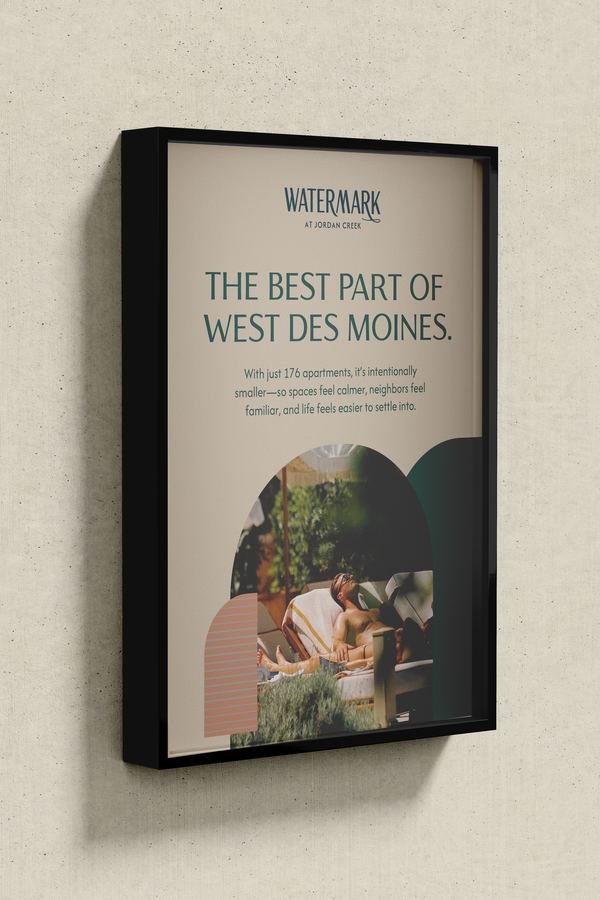 WATERMARK
AT JORDAN CREEK
THE BEST PART OF
WEST DES MOINES.
With just 176 apartments, it's intentionally
smaller—so spaces feel calmer, neighbors feel
familiar, and life feels easier to settle into.